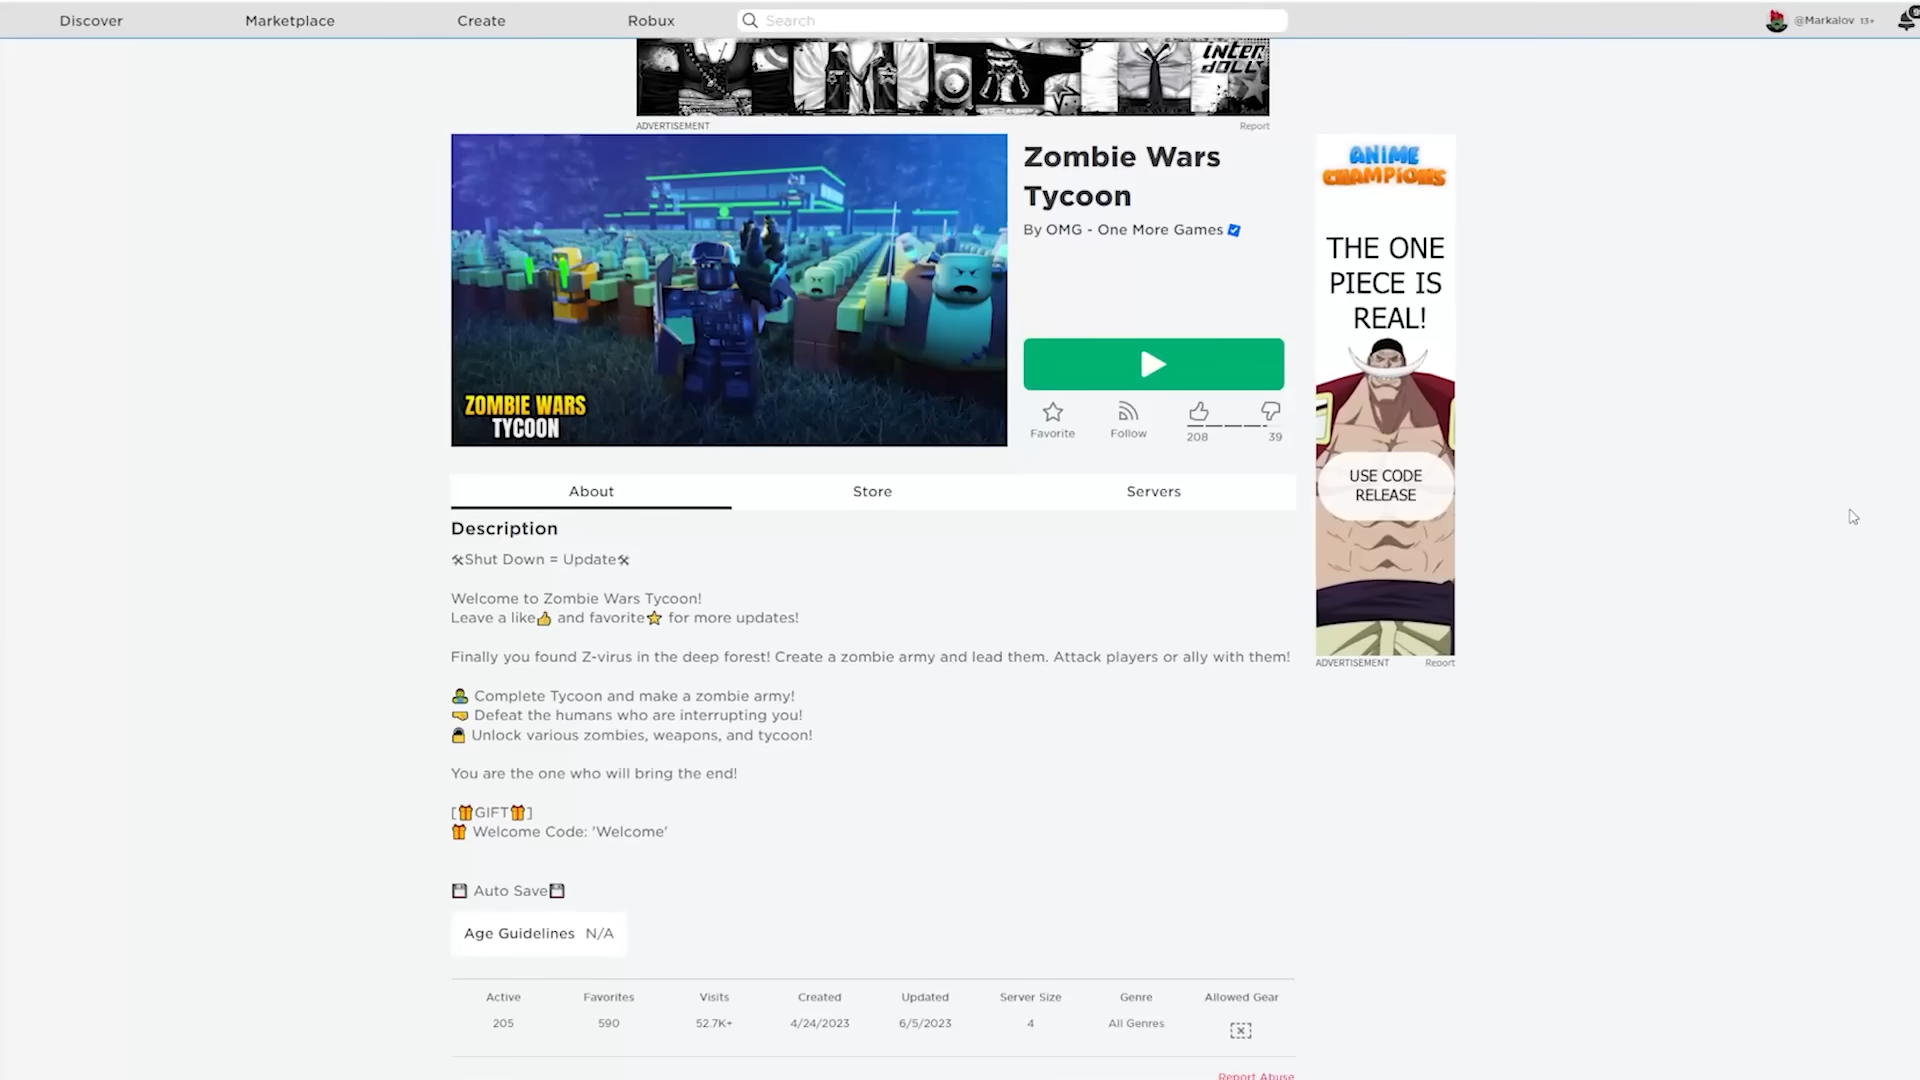 Discover Marketplace Create Robux Search @Markalov 13+
INTER
DOLL
ADVERTISEMENT Report
ZOMBIE WARS
TYCOON
Zombie Wars
Tycoon
By OMG - One More Games
Favorite Follow 208 39
ANIME
CHAMPIONS
THE ONE
PIECE IS
REAL!
USE CODE
RELEASE
ADVERTISEMENT Report
About Store Servers
Description
🛠Shut Down = Update🛠
Welcome to Zombie Wars Tycoon!
Leave a like👍 and favorite⭐ for more updates!
Finally you found Z-virus in the deep forest! Create a zombie army and lead them. Attack players or ally with them!
🧟 Complete Tycoon and make a zombie army!
🤜 Defeat the humans who are interrupting you!
🔒 Unlock various zombies, weapons, and tycoon!
You are the one who will bring the end!
[🎁GIFT🎁]
🎁 Welcome Code: 'Welcome'
💾 Auto Save💾
Age Guidelines N/A
Active Favorites Visits Created Updated Server Size Genre Allowed Gear
205 590 52.7K+ 4/24/2023 6/5/2023 4 All Genres
Report Abuse